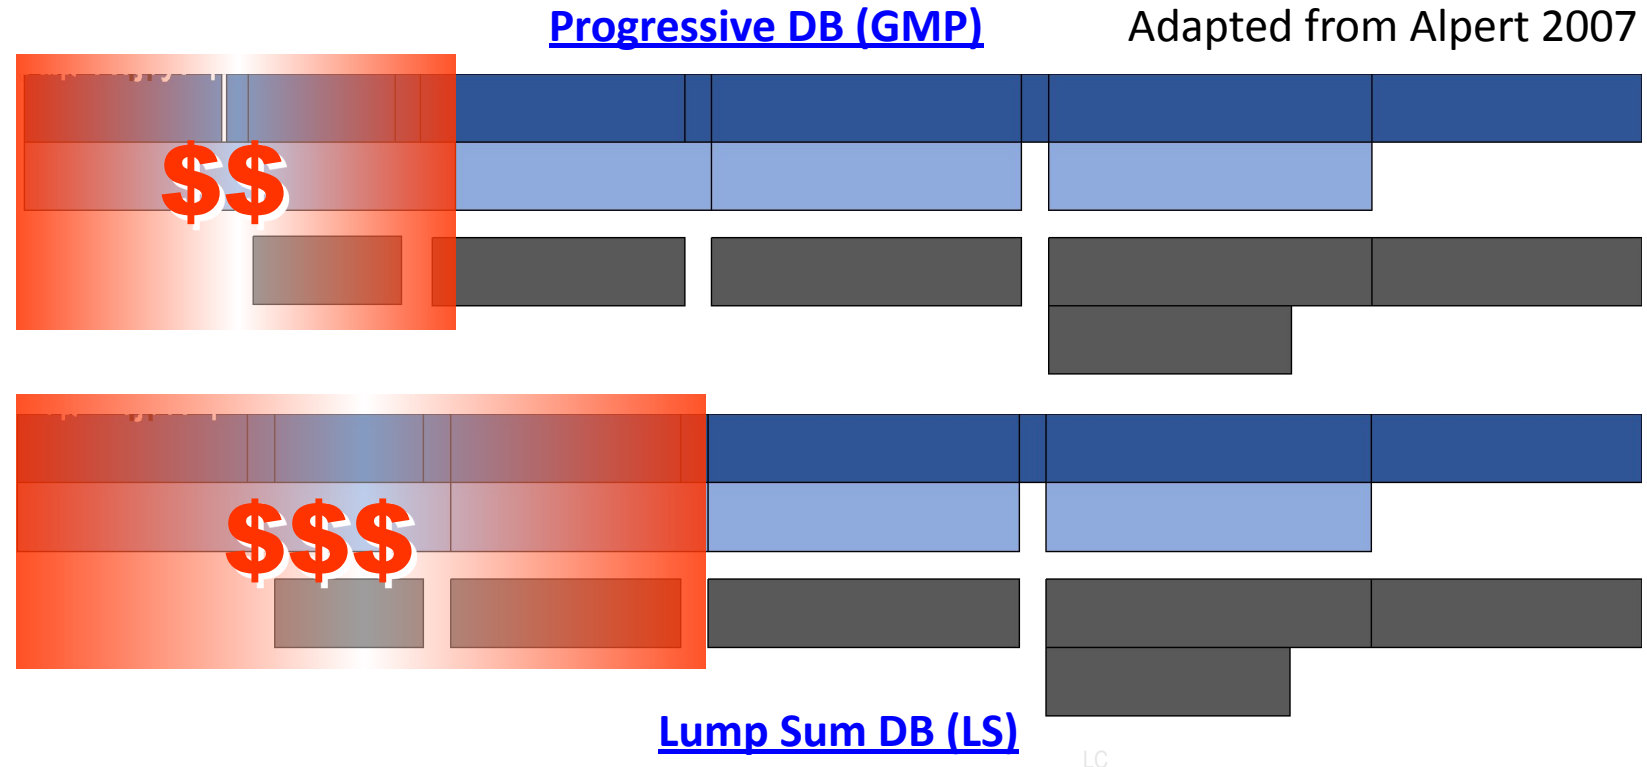 Progressive DB (GMP)
Adapted from Alpert 2007
$$
$$$
Lump Sum DB (LS)
LC